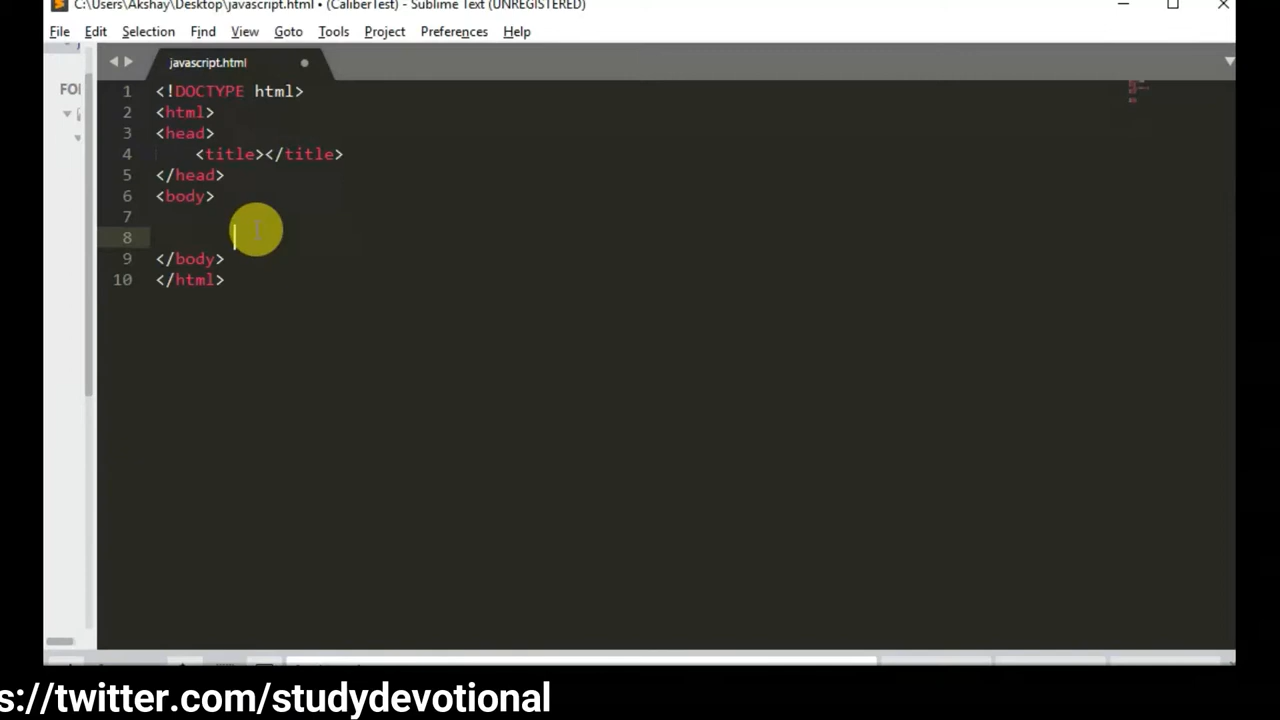 C:\Users\Akshay\Desktop\javascript.html • (CaliberTest) - Sublime Text (UNREGISTERED)
File Edit Selection Find View Goto Tools Project Preferences Help
javascript.html
FO
1 <!DOCTYPE html>
2 <html>
3 <head>
4 <title></title>
5 </head>
6 <body>
7
8
9 </body>
10 </html>
s://twitter.com/studydevotional